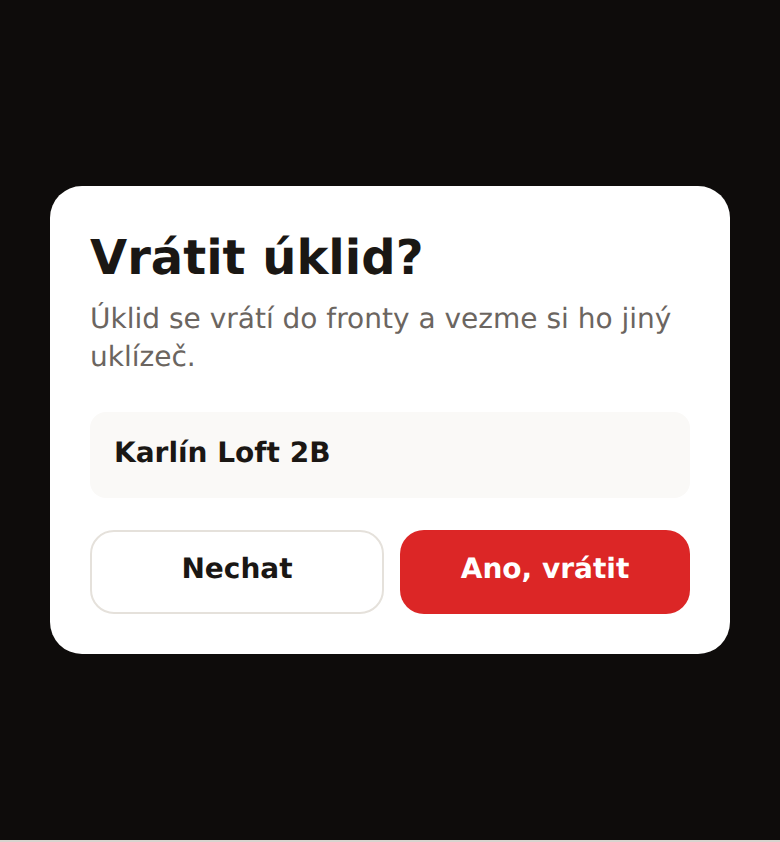 Vrátit úklid?
Úklid se vrátí do fronty a vezme si ho jiný
uklízeč.
Karlín Loft 2B
Nechat
Ano, vrátit